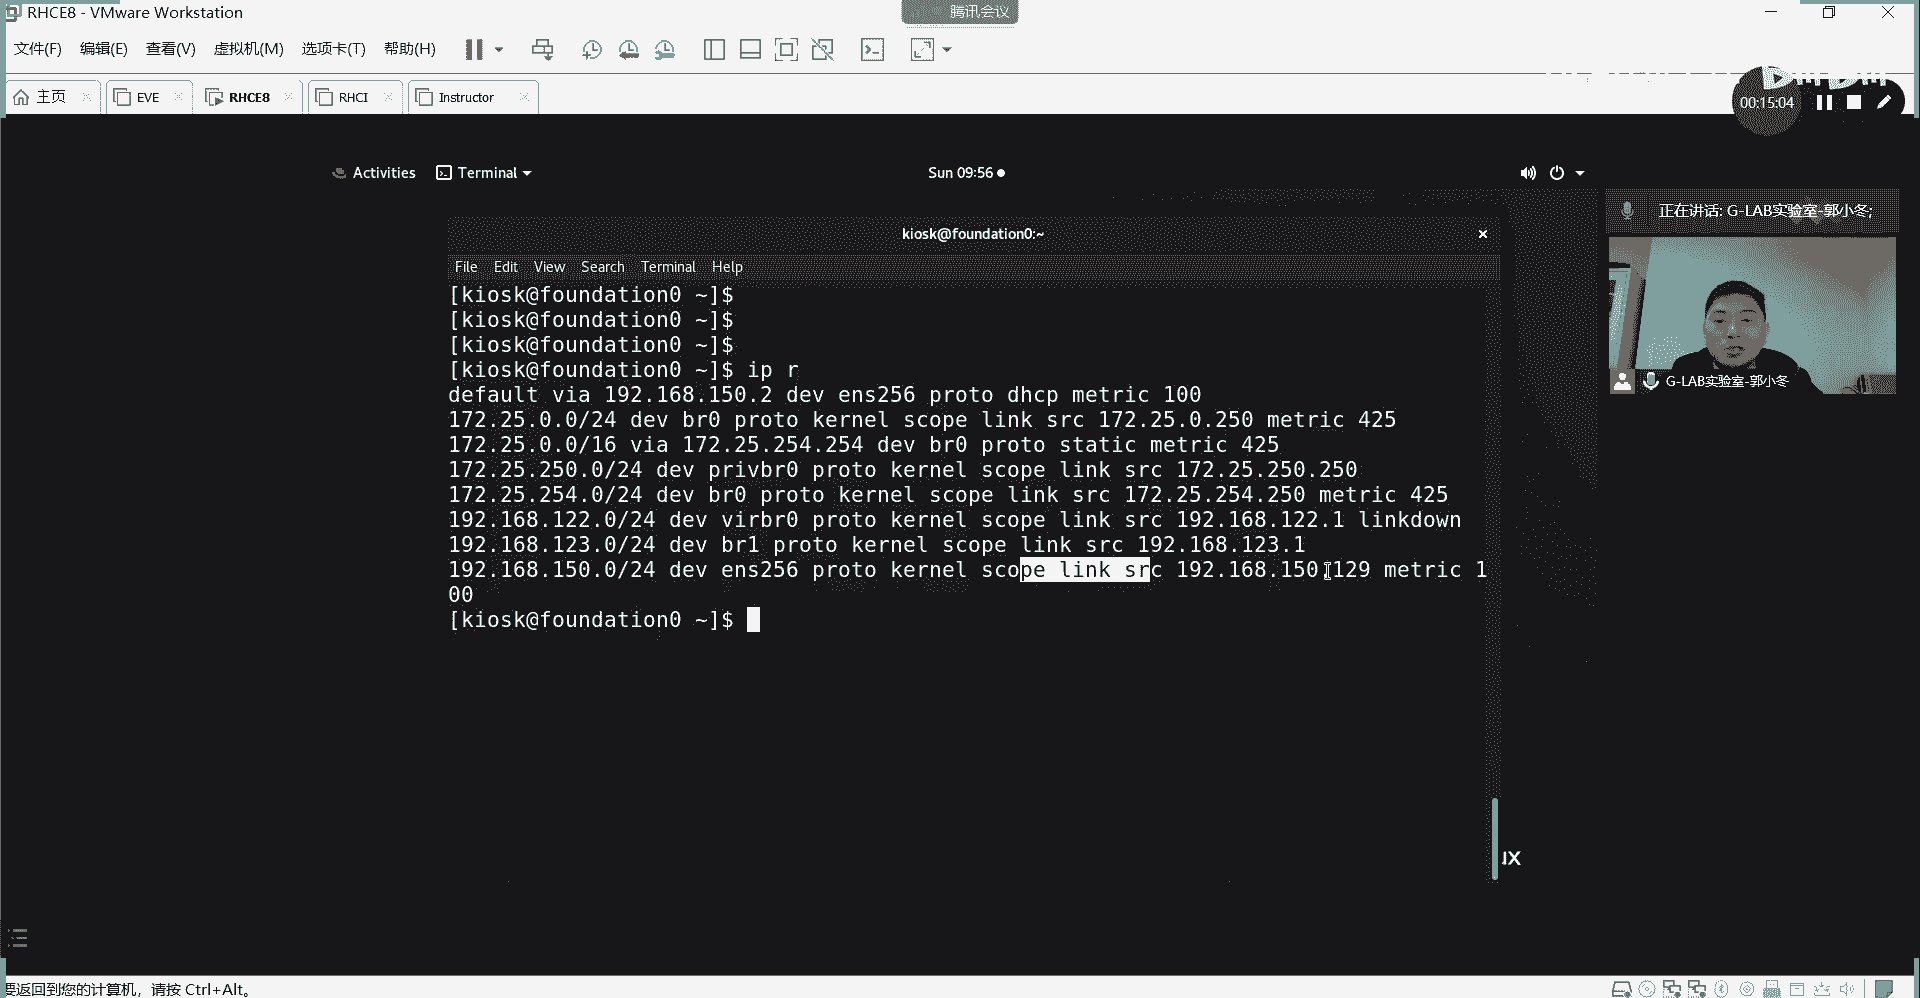 RHCE8 - VMware Workstation
腾讯会议
文件(F) 编辑(E) 查看(V) 虚拟机(M) 选项卡(T) 帮助(H)
主页 EVE RHCE8 RHCI Instructor
00:15:04
Activities Terminal Sun 09:56
正在讲话: G-LAB实验室-郭小冬;
kiosk@foundation0:~
File Edit View Search Terminal Help
[kiosk@foundation0 ~]$
[kiosk@foundation0 ~]$
[kiosk@foundation0 ~]$
[kiosk@foundation0 ~]$ ip r
default via 192.168.150.2 dev ens256 proto dhcp metric 100
172.25.0.0/24 dev br0 proto kernel scope link src 172.25.0.250 metric 425
172.25.0.0/16 via 172.25.254.254 dev br0 proto static metric 425
172.25.250.0/24 dev privbr0 proto kernel scope link src 172.25.250.250
172.25.254.0/24 dev br0 proto kernel scope link src 172.25.254.250 metric 425
192.168.122.0/24 dev virbr0 proto kernel scope link src 192.168.122.1 linkdown
192.168.123.0/24 dev br1 proto kernel scope link src 192.168.123.1
192.168.150.0/24 dev ens256 proto kernel scope link src 192.168.150.129 metric 1
00
[kiosk@foundation0 ~]$
G-LAB实验室-郭小冬
要返回到您的计算机，请按 Ctrl+Alt。